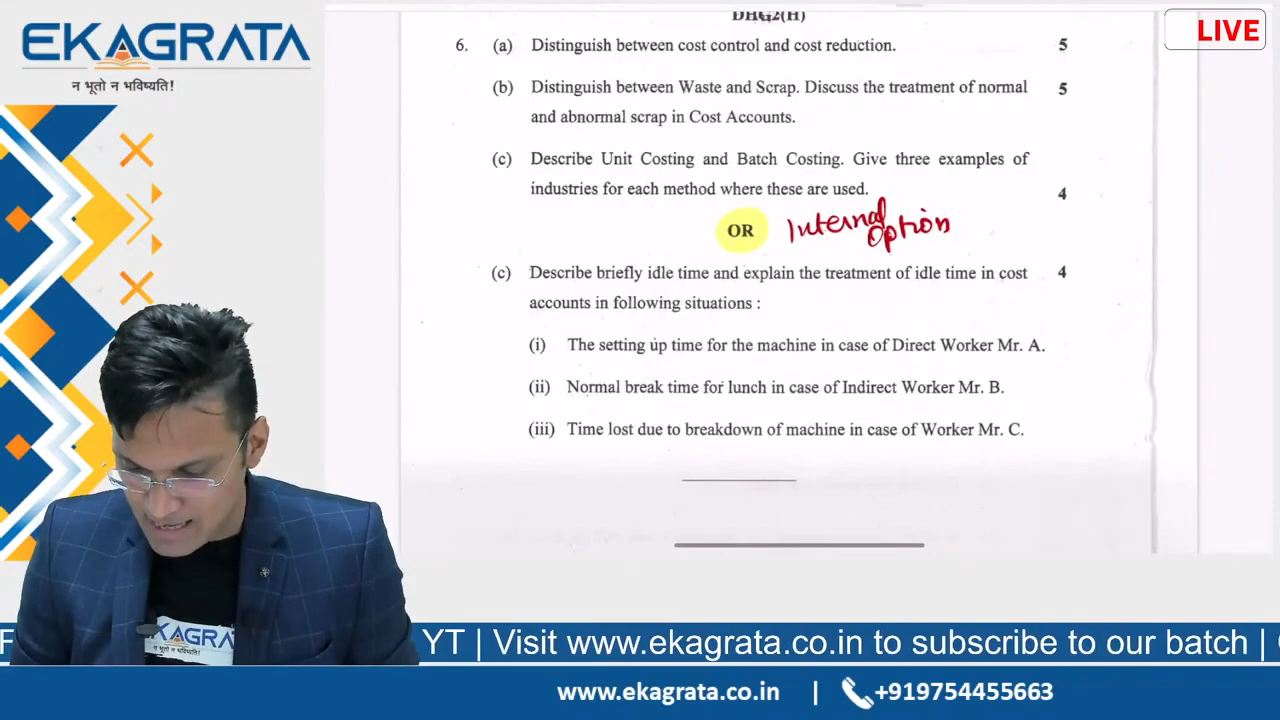 EKAGRATA
न भूतो न भविष्यति!
LIVE
DHG2(H)
6. (a) Distinguish between cost control and cost reduction. 5
(b) Distinguish between Waste and Scrap. Discuss the treatment of normal 5
and abnormal scrap in Cost Accounts.
(c) Describe Unit Costing and Batch Costing. Give three examples of
industries for each method where these are used. 4
OR Internal Option
(c) Describe briefly idle time and explain the treatment of idle time in cost 4
accounts in following situations :
(i) The setting up time for the machine in case of Direct Worker Mr. A.
(ii) Normal break time for lunch in case of Indirect Worker Mr. B.
(iii) Time lost due to breakdown of machine in case of Worker Mr. C.
EKAGRATA
न भूतो न भविष्यति!
F YT | Visit www.ekagrata.co.in to subscribe to our batch |
www.ekagrata.co.in | +919754455663